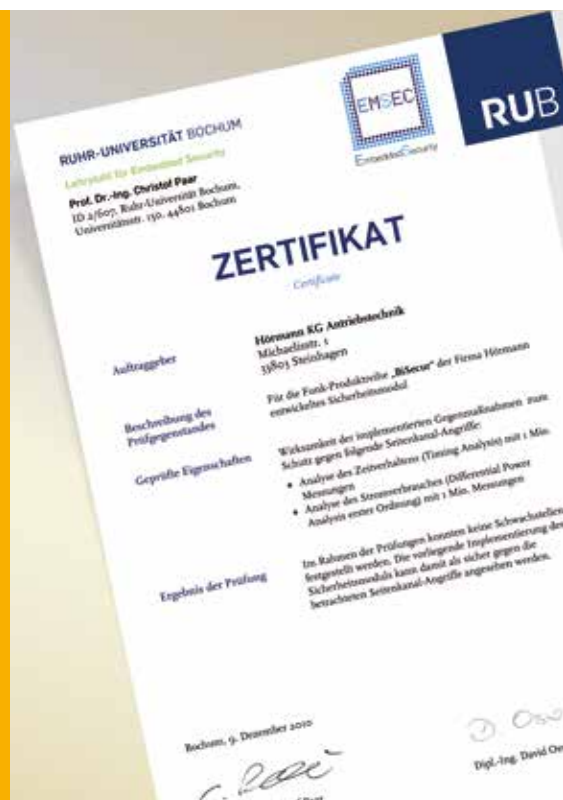 RUHR-UNIVERSITÄT BOCHUM
Lehrstuhl für Embedded Security
Prof. Dr.-Ing. Christof Paar
ID 2/607, Ruhr-Universität Bochum,
Universitätsstr. 150, 44801 Bochum
EMSEC
EmbeddedSecurity
RUB
ZERTIFIKAT
Certificate
Auftraggeber
Hörmann KG Antriebstechnik
Michaelisstr. 1
33803 Steinhagen
Beschreibung des
Prüfgegenstandes
Für die Funk-Produktreihe „BiSecur“ der Firma Hörmann
entwickeltes Sicherheitsmodul
Geprüfte Eigenschaften
Wirksamkeit der implementierten Gegenmaßnahmen zum
Schutz gegen folgende Seitenkanal-Angriffe:
• Analyse des Zeitverhaltens (Timing Analysis) mit 1 Mio.
Messungen
• Analyse des Stromverbrauches (Differential Power
Analysis erster Ordnung) mit 1 Mio. Messungen
Ergebnis der Prüfung
Im Rahmen der Prüfungen konnten keine Schwachstellen
festgestellt werden. Die vorliegende Implementierung des
Sicherheitsmoduls kann damit als sicher gegen die
betrachteten Seitenkanal-Angriffe angesehen werden.
Bochum, 9. Dezember 2010
Dipl.-Ing. David